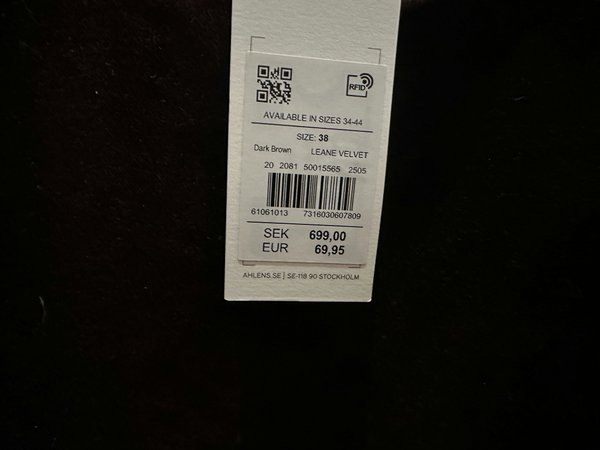 RFID
AVAILABLE IN SIZES 34-44
SIZE: 38
Dark Brown LEANE VELVET
20 2081 50015565 2505
61061013 7316030607809
SEK 699,00
EUR 69,95
AHLENS.SE | SE-118 90 STOCKHOLM